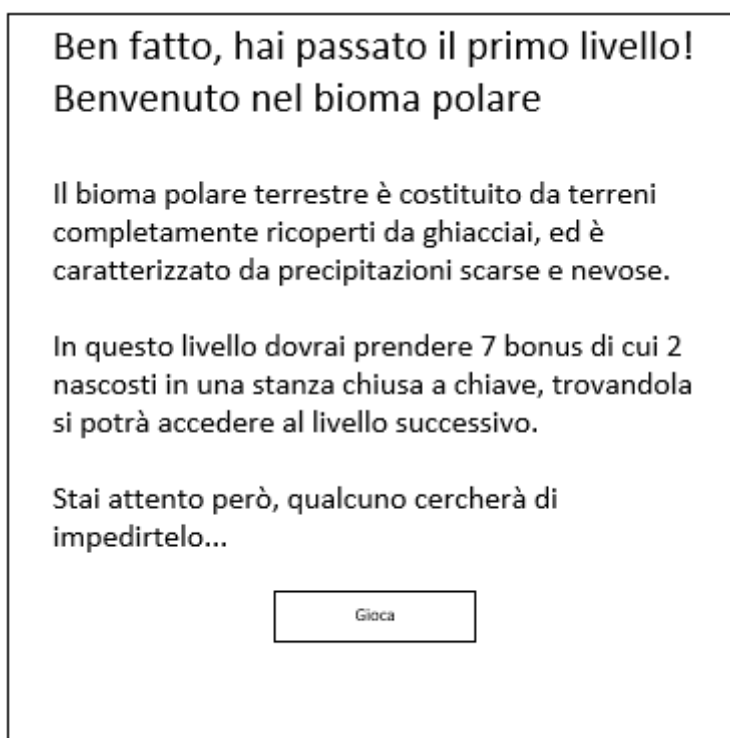 Ben fatto, hai passato il primo livello!
Benvenuto nel bioma polare
Il bioma polare terrestre è costituito da terreni
completamente ricoperti da ghiacciai, ed è
caratterizzato da precipitazioni scarse e nevose.
In questo livello dovrai prendere 7 bonus di cui 2
nascosti in una stanza chiusa a chiave, trovandola
si potrà accedere al livello successivo.
Stai attento però, qualcuno cercherà di
impedirtelo...
Gioca